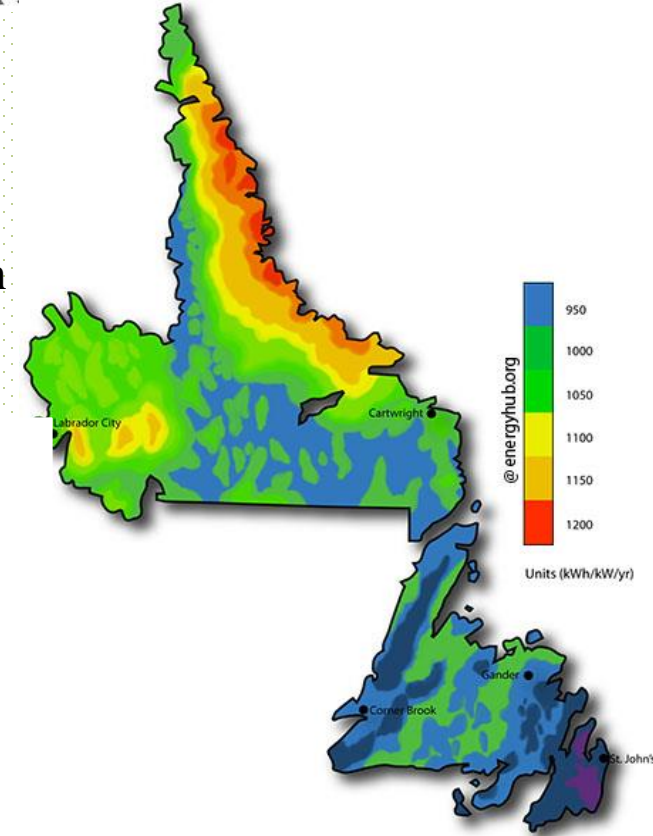 Labrador City
Cartwright
950
1000
1050
1100
1150
1200
@energyhub.org
Units (kWh/kW/yr)
Gander
Corner Brook
St. John's